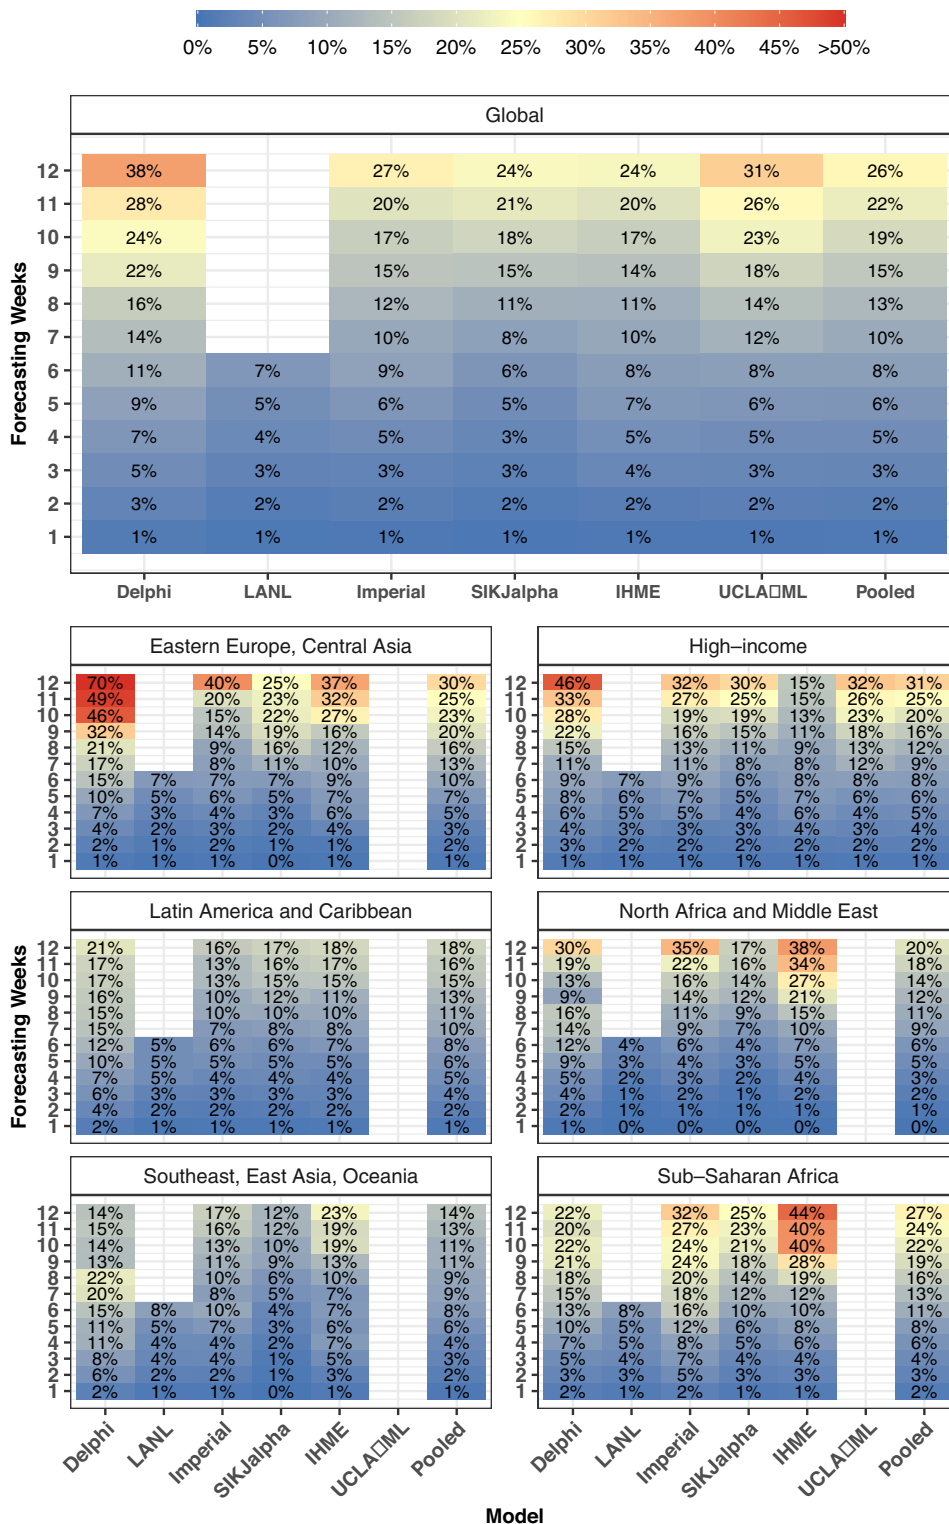 0% 5% 10% 15% 20% 25% 30% 35% 40% 45% >50%
Global
12 38% 27% 24% 24% 31% 26%
11 28% 20% 21% 20% 26% 22%
10 24% 17% 18% 17% 23% 19%
9 22% 15% 15% 14% 18% 15%
8 16% 12% 11% 11% 14% 13%
7 14% 10% 8% 10% 12% 10%
6 11% 7% 9% 6% 8% 8% 8%
5 9% 5% 6% 5% 7% 6% 6%
4 7% 4% 5% 3% 5% 5% 5%
3 5% 3% 3% 3% 4% 3% 3%
2 3% 2% 2% 2% 2% 2% 2%
1 1% 1% 1% 1% 1% 1% 1%
Forecasting Weeks
Delphi LANL Imperial SIKJalpha IHME UCLA□ML Pooled
Eastern Europe, Central Asia
12 70% 40% 25% 37% 30%
11 49% 20% 23% 32% 25%
10 46% 15% 22% 27% 23%
9 32% 14% 19% 16% 20%
8 21% 9% 16% 12% 16%
7 17% 8% 11% 10% 13%
6 15% 7% 7% 7% 9% 10%
5 10% 5% 6% 5% 7% 7%
4 7% 3% 4% 3% 6% 5%
3 4% 2% 3% 2% 4% 3%
2 2% 1% 2% 1% 2% 2%
1 1% 1% 1% 0% 1% 1%
High–income
12 46% 32% 30% 15% 32% 31%
11 33% 27% 25% 15% 26% 25%
10 28% 19% 19% 13% 23% 20%
9 22% 16% 15% 11% 18% 16%
8 15% 13% 11% 9% 13% 12%
7 11% 11% 8% 8% 12% 9%
6 9% 7% 9% 6% 8% 8% 8%
5 8% 6% 7% 5% 7% 6% 6%
4 6% 5% 5% 4% 6% 4% 5%
3 4% 3% 3% 3% 4% 3% 4%
2 3% 2% 2% 2% 2% 2% 2%
1 1% 1% 1% 1% 1% 1% 1%
Latin America and Caribbean
12 21% 16% 17% 18% 18%
11 17% 13% 16% 17% 16%
10 17% 13% 15% 15% 15%
9 16% 10% 12% 11% 13%
8 15% 10% 10% 10% 11%
7 15% 7% 8% 8% 10%
6 12% 5% 6% 6% 7% 8%
5 10% 5% 5% 5% 5% 6%
4 7% 5% 4% 4% 4% 5%
3 6% 3% 3% 3% 3% 4%
2 4% 2% 2% 2% 2% 2%
1 2% 1% 1% 1% 1% 1%
Forecasting Weeks
North Africa and Middle East
12 30% 35% 17% 38% 20%
11 19% 22% 16% 34% 18%
10 13% 16% 14% 27% 14%
9 9% 14% 12% 21% 12%
8 16% 11% 9% 15% 11%
7 14% 9% 7% 10% 9%
6 12% 4% 6% 4% 7% 6%
5 9% 3% 4% 3% 5% 5%
4 5% 2% 3% 2% 4% 3%
3 4% 1% 2% 1% 2% 2%
2 2% 1% 1% 1% 1% 1%
1 1% 0% 0% 0% 0% 0%
Southeast, East Asia, Oceania
12 14% 17% 12% 23% 14%
11 15% 16% 12% 19% 13%
10 14% 13% 10% 19% 11%
9 13% 11% 9% 13% 11%
8 22% 10% 6% 10% 9%
7 20% 8% 5% 7% 9%
6 15% 8% 10% 4% 7% 8%
5 11% 5% 7% 3% 6% 6%
4 11% 4% 4% 2% 7% 4%
3 8% 4% 4% 1% 5% 3%
2 6% 2% 2% 1% 3% 2%
1 2% 1% 1% 0% 1% 1%
Delphi LANL Imperial SIKJalpha IHME UCLA□ML Pooled
Sub–Saharan Africa
12 22% 32% 25% 44% 27%
11 20% 27% 23% 40% 24%
10 22% 24% 21% 40% 22%
9 21% 24% 18% 28% 19%
8 18% 20% 14% 19% 16%
7 15% 18% 12% 12% 13%
6 13% 8% 16% 10% 10% 11%
5 10% 5% 12% 6% 8% 8%
4 7% 5% 8% 5% 6% 6%
3 5% 4% 7% 4% 4% 4%
2 3% 3% 5% 2% 3% 3%
1 2% 1% 2% 1% 1% 2%
Delphi LANL Imperial SIKJalpha IHME UCLA□ML Pooled
Model